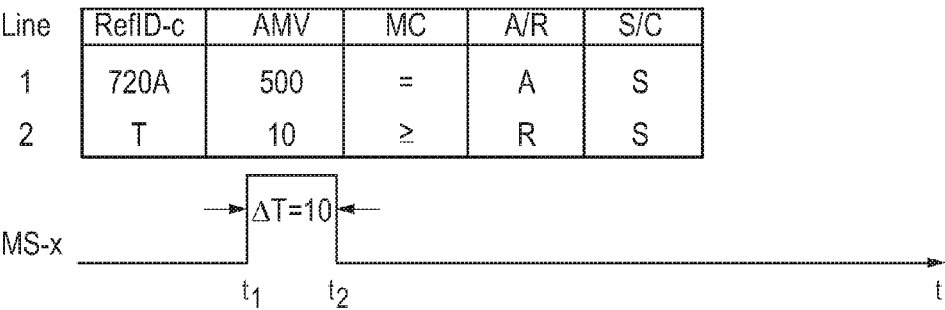 Line RefID-c AMV MC A/R S/C
1 720A 500 = A S
2 T 10 ≥ R S
ΔT=10
MS-x
t₁ t₂ t